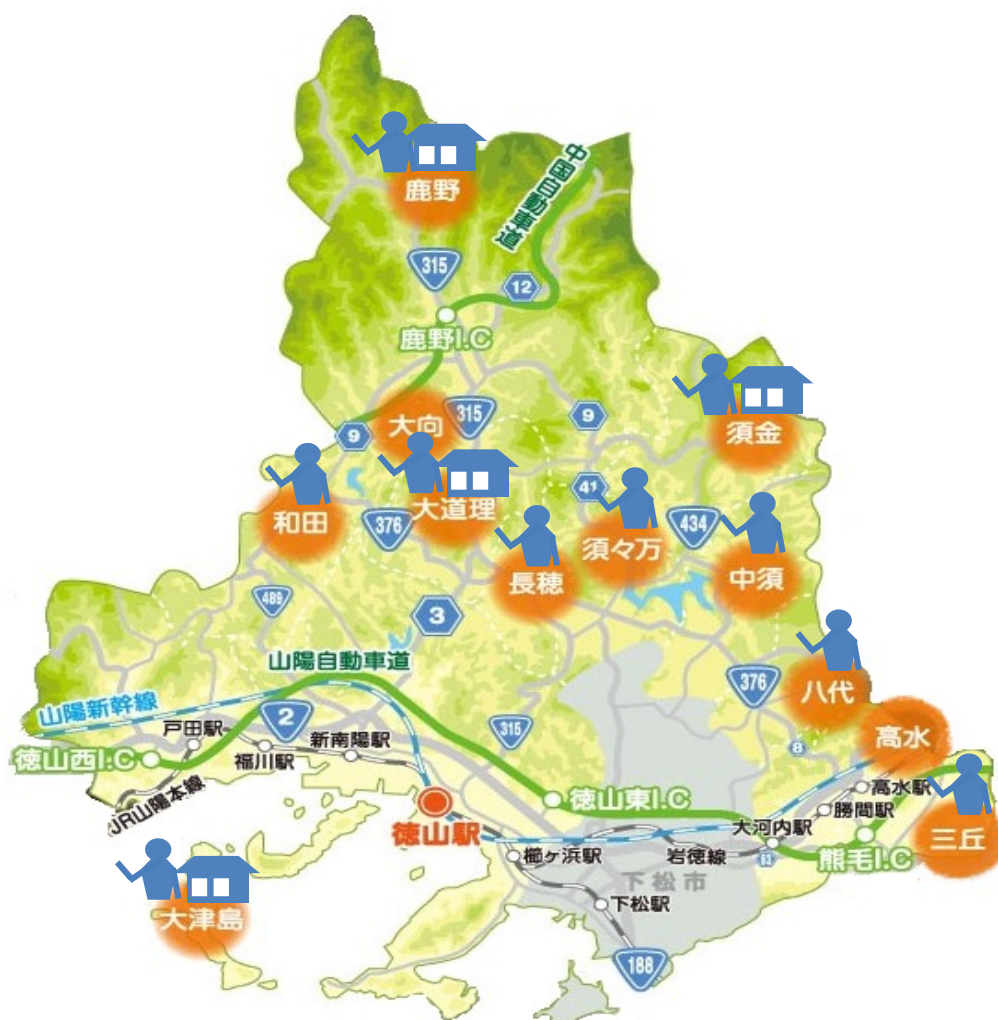 鹿野
中国自動車道
315
12
鹿野I.C
須金
大向
315
9
9
和田
376
大道理
41
須々万
434
長穂
中須
489
3
山陽自動車道
376
八代
山陽新幹線
2
戸田駅
新南陽駅
315
高水
8
徳山西I.C
福川駅
JR山陽本線
徳山駅
徳山東I.C
高水駅
勝間駅
大河内駅
三丘
櫛ヶ浜駅
岩徳線
63
熊毛I.C
下松市
下松駅
大津島
188